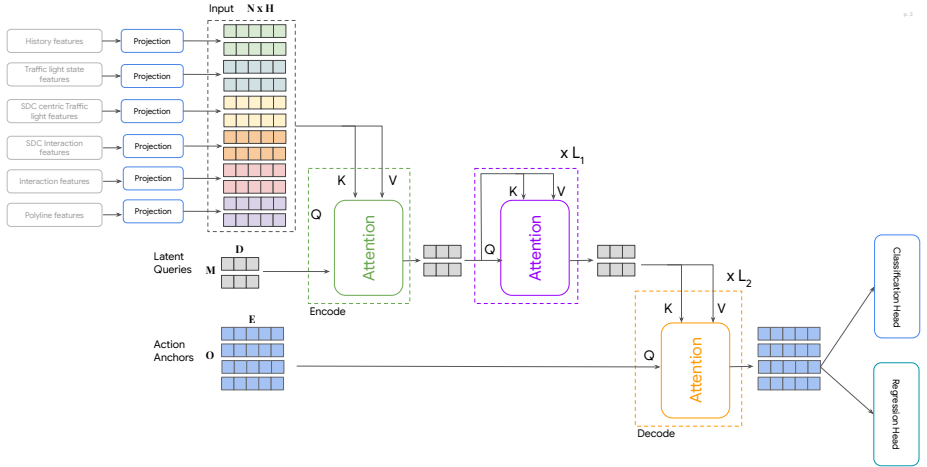 p. 3
Input N x H
History features
Projection
Traffic light state
features
Projection
SDC centric Traffic
light features
Projection
SDC Interaction
features
Projection
Interaction features
Projection
Polyline features
Projection
K
V
Q
Attention
Encode
Latent
Queries
D
M
x L1
K
V
Q
Attention
x L2
K
V
Q
Attention
Decode
Action
Anchors
E
O
Classification Head
Regression Head